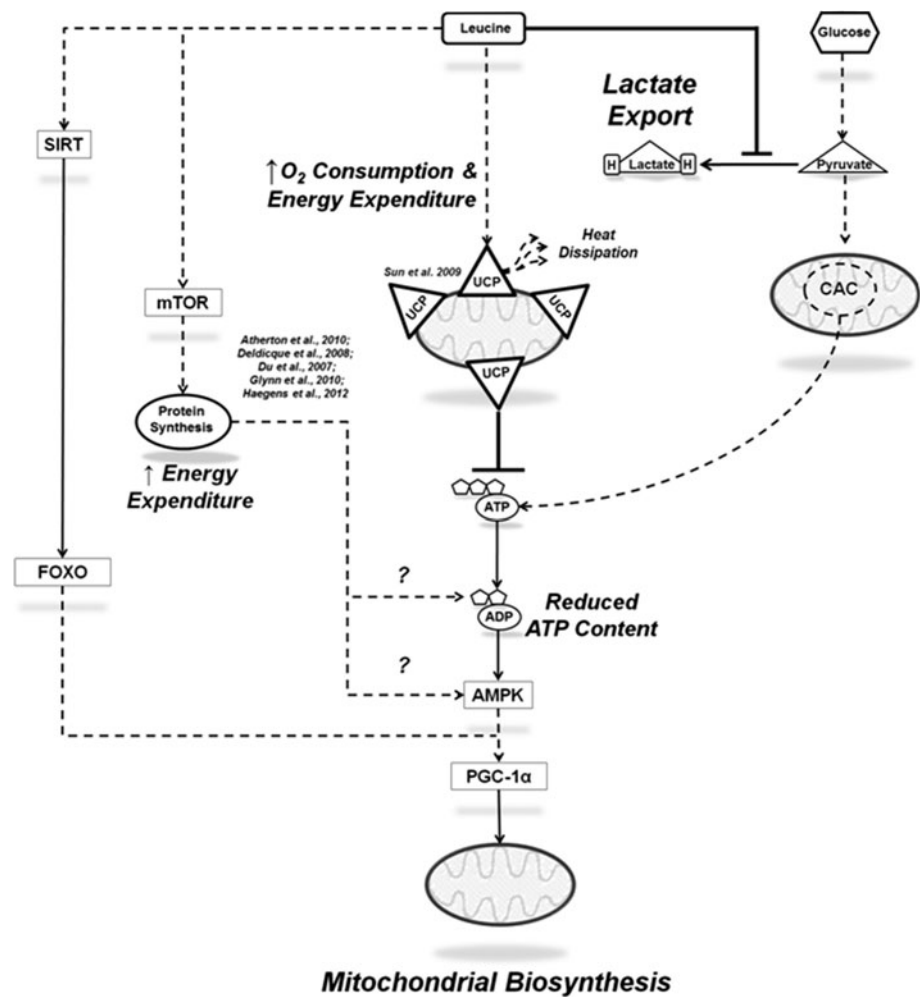 Leucine
Glucose
Lactate
Export
SIRT
H Lactate H
Pyruvate
↑O₂ Consumption &
Energy Expenditure
Heat
Dissipation
Sun et al. 2009
UCP
UCP
UCP
CAC
mTOR
Atherton et al., 2010;
Deldicque et al., 2008;
Du et al., 2007;
Glynn et al., 2010;
Haegens et al., 2012
UCP
Protein
Synthesis
↑ Energy
Expenditure
ATP
FOXO
?
ADP
Reduced
ATP Content
?
AMPK
PGC-1α
Mitochondrial Biosynthesis